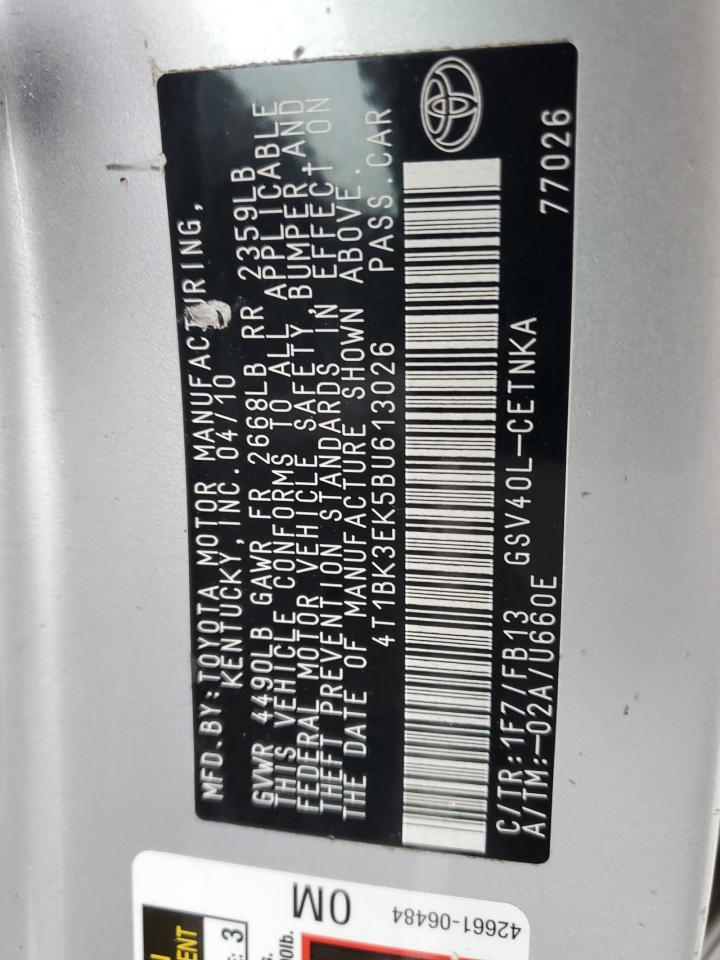 MFD.BY:TOYOTA MOTOR MANUFACTURING,
KENTUCKY, INC. 04/10
GVWR 4490LB GAWR FR 2668LB RR 2359LB
THIS VEHICLE CONFORMS TO ALL APPLICABLE
FEDERAL MOTOR VEHICLE SAFETY, BUMPER AND
THEFT PREVENTION STANDARDS IN EFFECT ON
THE DATE OF MANUFACTURE SHOWN ABOVE.
4T1BK3EK5BU613026 PASS.CAR
C/TR:1F7/FB13 GSV40L-CETNKA 77026
A/TM:-02A/U660E
42661-06484
0M
3